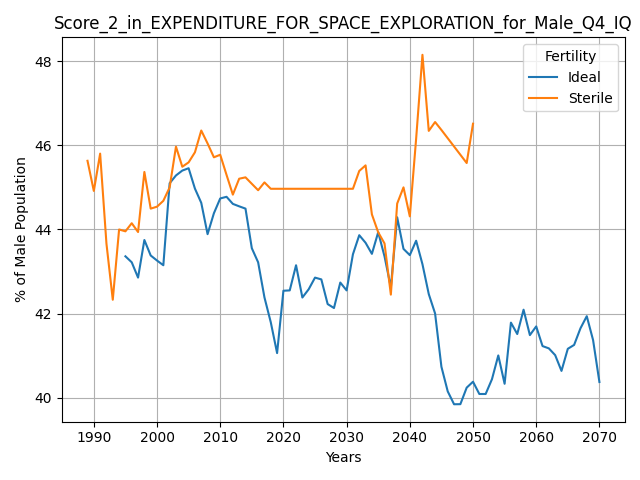 Score_2_in_EXPENDITURE_FOR_SPACE_EXPLORATION_for_Male_Q4_IQ
Fertility
Ideal
Sterile
% of Male Population
48
46
44
42
40
1990 2000 2010 2020 2030 2040 2050 2060 2070
Years